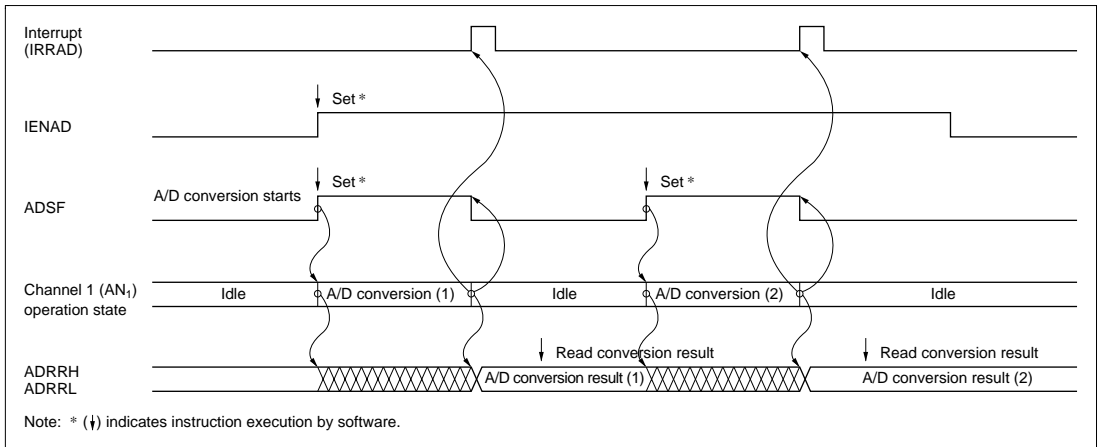 Interrupt
(IRRAD)
Set *
IENAD
Set *
Set *
A/D conversion starts
ADSF
Channel 1 (AN₁)
operation state
Idle
A/D conversion (1)
Idle
A/D conversion (2)
Idle
Read conversion result
Read conversion result
ADRRH
ADRRL
A/D conversion result (1)
A/D conversion result (2)
Note: * (↓) indicates instruction execution by software.